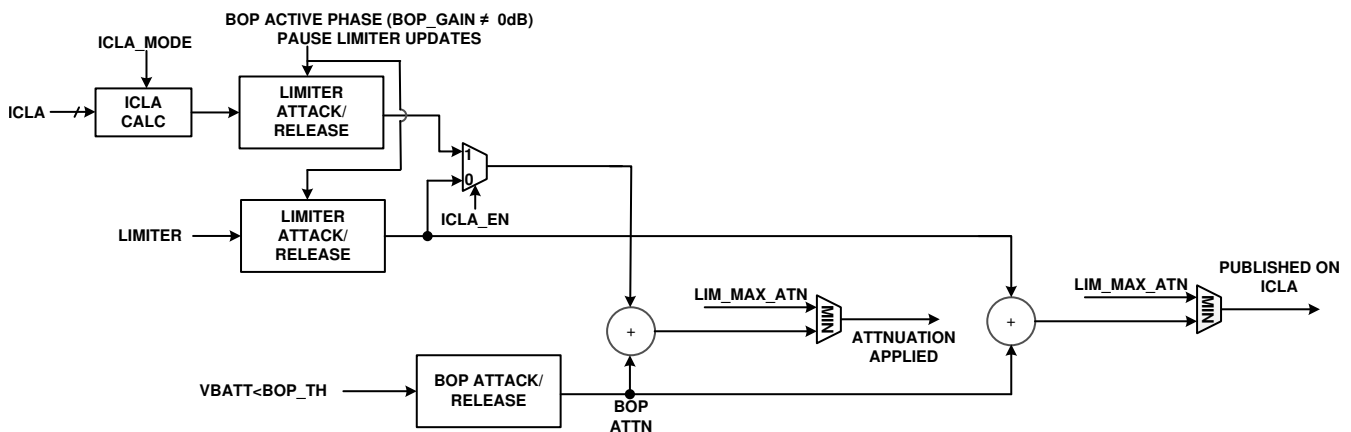 BOP ACTIVE PHASE (BOP_GAIN ≠ 0dB)
PAUSE LIMITER UPDATES
ICLA_MODE
ICLA
ICLA
CALC
LIMITER
ATTACK/
RELEASE
1
0
ICLA_EN
LIMITER
LIMITER
ATTACK/
RELEASE
LIM_MAX_ATN
MIN
ATTNUATION
APPLIED
LIM_MAX_ATN
MIN
PUBLISHED ON
ICLA
+
+
VBATT<BOP_TH
BOP ATTACK/
RELEASE
BOP
ATTN